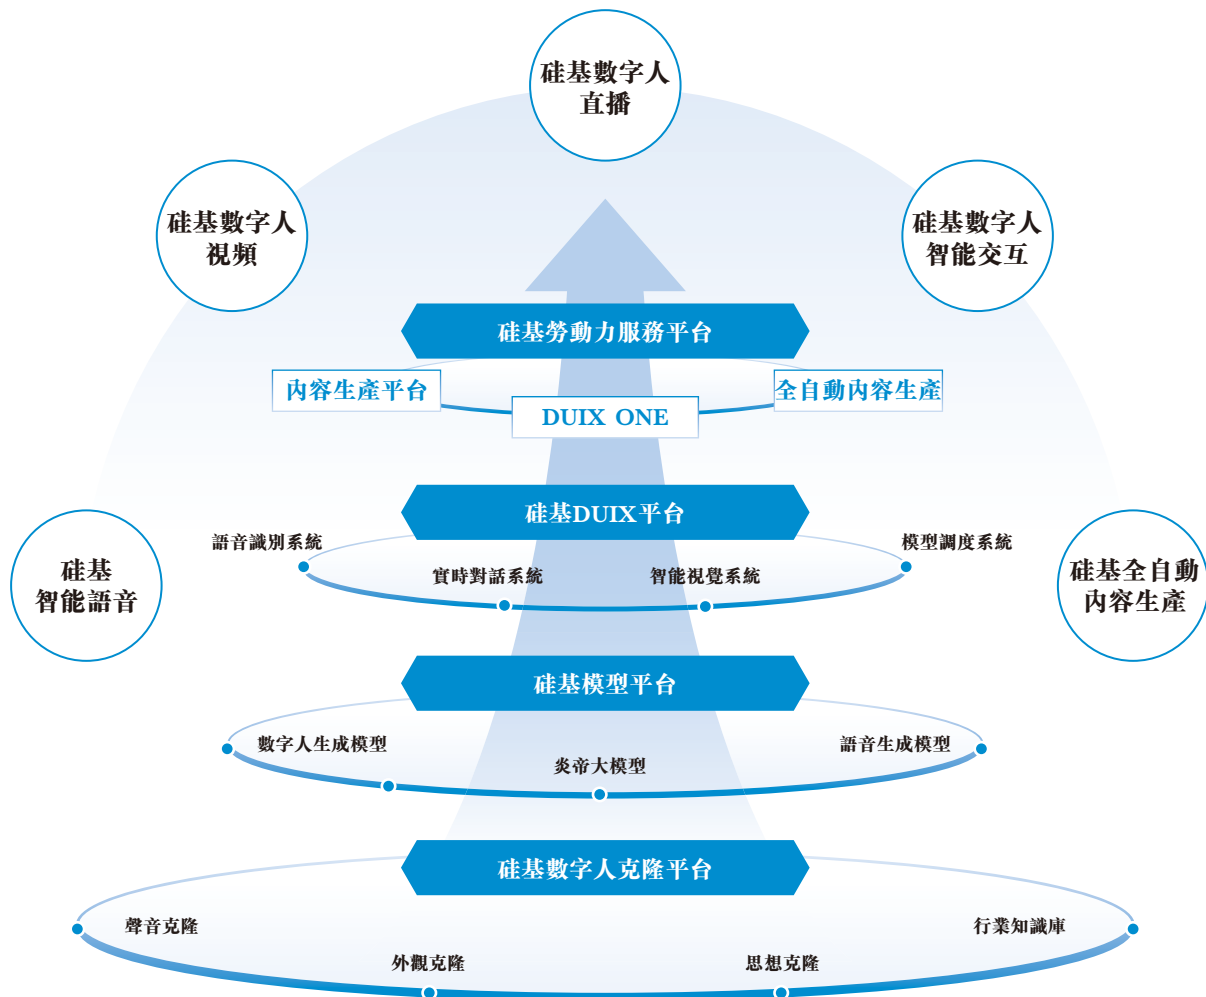 硅基數字人
直播
硅基數字人
視頻
硅基數字人
智能交互
硅基勞動力服務平台
內容生產平台
全自動內容生產
DUIX ONE
硅基DUIX平台
語音識別系統
模型調度系統
實時對話系統
智能視覺系統
硅基
智能語音
硅基全自動
內容生產
硅基模型平台
數字人生成模型
語音生成模型
炎帝大模型
硅基數字人克隆平台
聲音克隆
行業知識庫
外觀克隆
思想克隆